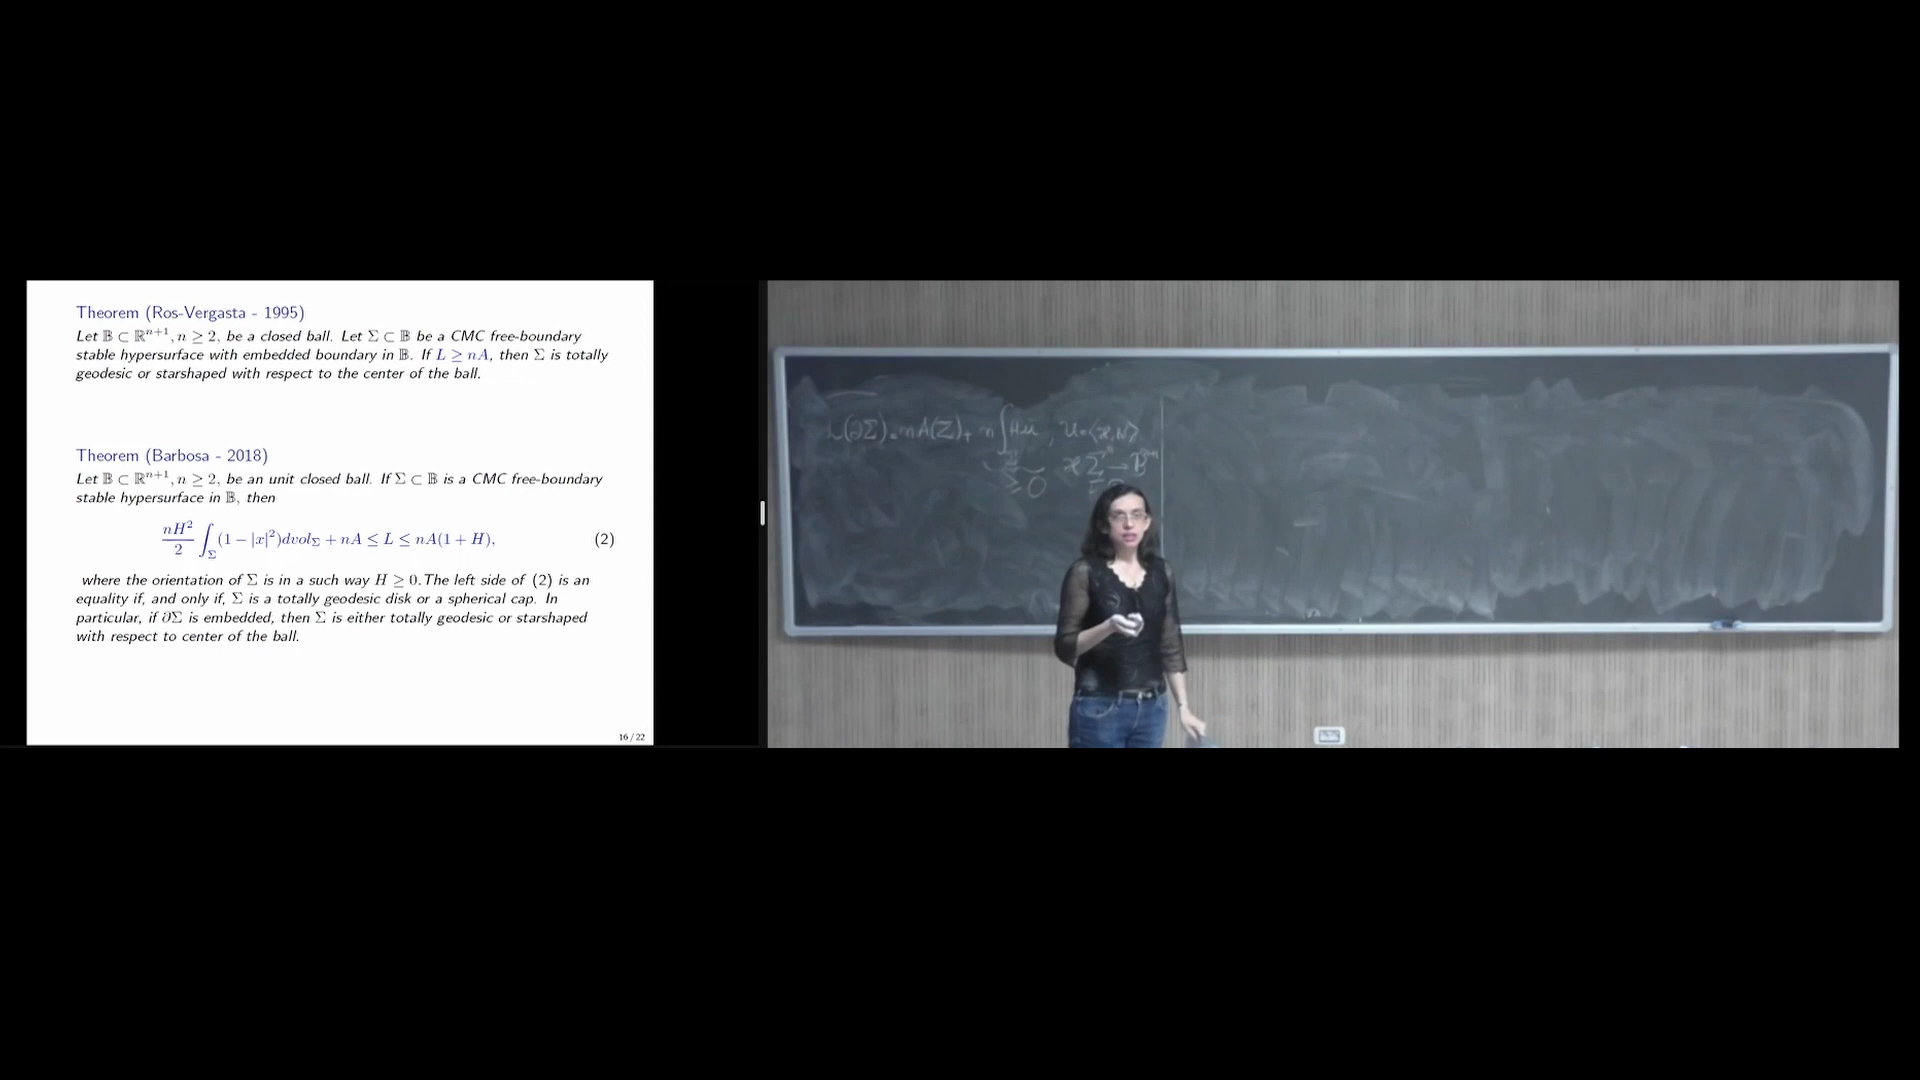 Theorem (Ros-Vergasta - 1995)
Let 𝔹 ⊂ ℝⁿ⁺¹, n ≥ 2, be a closed ball. Let Σ ⊂ 𝔹 be a CMC free-boundary
stable hypersurface with embedded boundary in 𝔹. If L ≥ nA, then Σ is totally
geodesic or starshaped with respect to the center of the ball.
Theorem (Barbosa - 2018)
Let 𝔹 ⊂ ℝⁿ⁺¹, n ≥ 2, be an unit closed ball. If Σ ⊂ 𝔹 is a CMC free-boundary
stable hypersurface in 𝔹, then
nH²/2 ∫_Σ (1 − |x|²)dvol_Σ + nA ≤ L ≤ nA(1 + H), (2)
where the orientation of Σ is in a such way H ≥ 0.The left side of (2) is an
equality if, and only if, Σ is a totally geodesic disk or a spherical cap. In
particular, if ∂Σ is embedded, then Σ is either totally geodesic or starshaped
with respect to center of the ball.
16 / 22
L(∂Σ) = nA(Σ) + n∫Hu, u=⟨x,N⟩
≥ 0